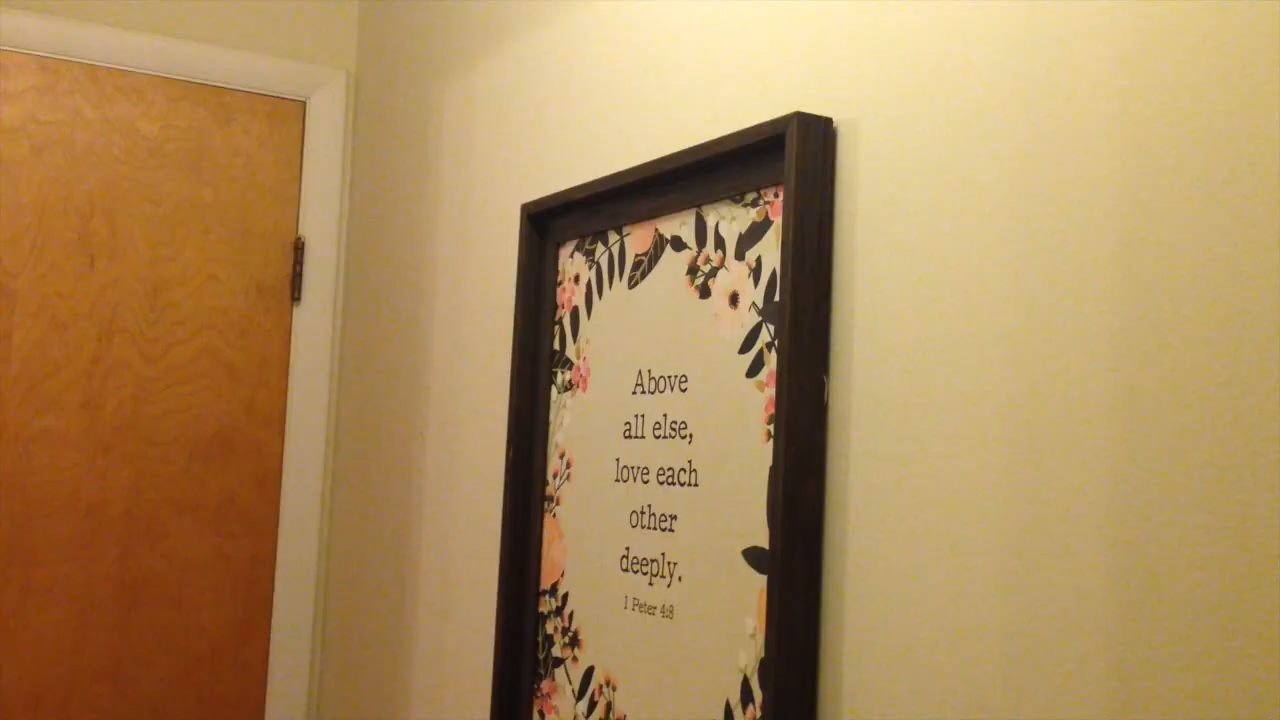 Above
all else,
love each
other
deeply.
1 Peter 4:8